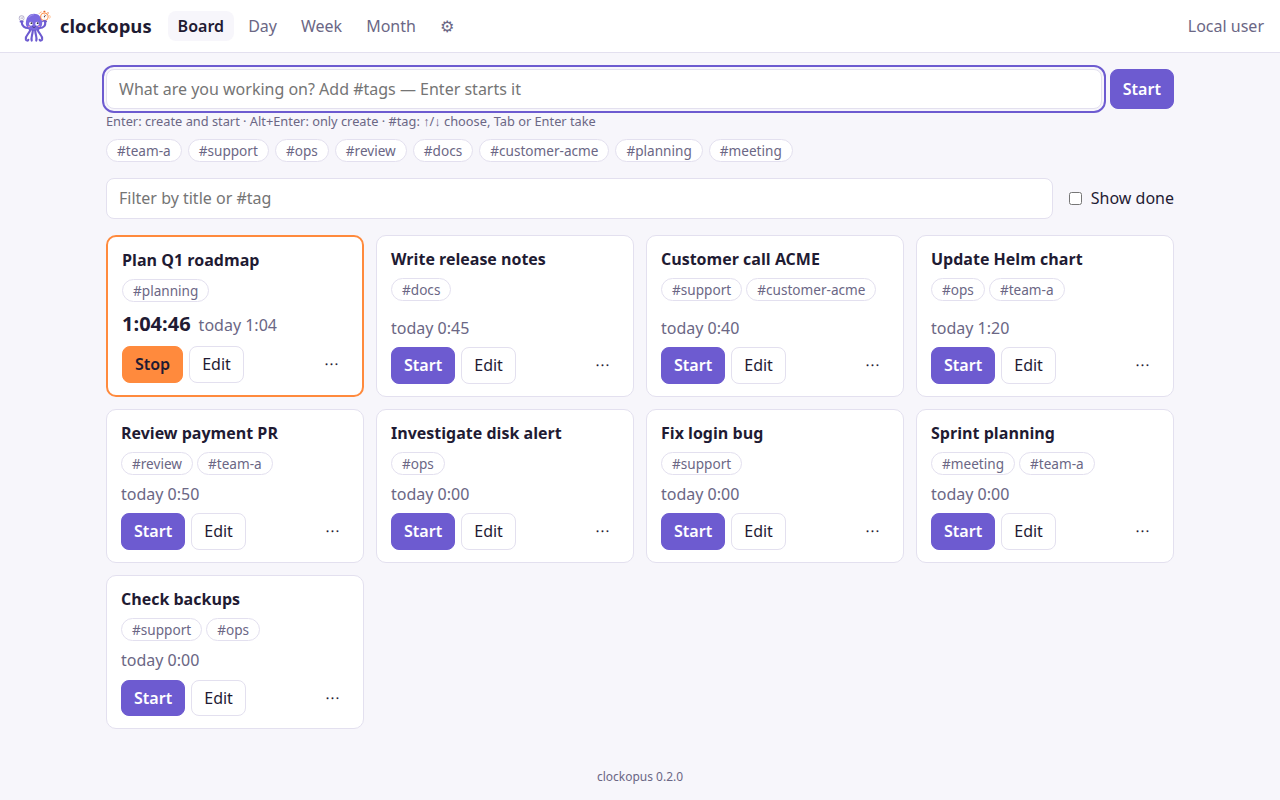 clockopus Board Day Week Month ⚙ Local user
What are you working on? Add #tags — Enter starts it Start
Enter: create and start · Alt+Enter: only create · #tag: ↑/↓ choose, Tab or Enter take
#team-a #support #ops #review #docs #customer-acme #planning #meeting
Filter by title or #tag Show done
Plan Q1 roadmap
#planning
1:04:46 today 1:04
Stop Edit ···
Write release notes
#docs
today 0:45
Start Edit ···
Customer call ACME
#support #customer-acme
today 0:40
Start Edit ···
Update Helm chart
#ops #team-a
today 1:20
Start Edit ···
Review payment PR
#review #team-a
today 0:50
Start Edit ···
Investigate disk alert
#ops
today 0:00
Start Edit ···
Fix login bug
#support
today 0:00
Start Edit ···
Sprint planning
#meeting #team-a
today 0:00
Start Edit ···
Check backups
#support #ops
today 0:00
Start Edit ···
clockopus 0.2.0